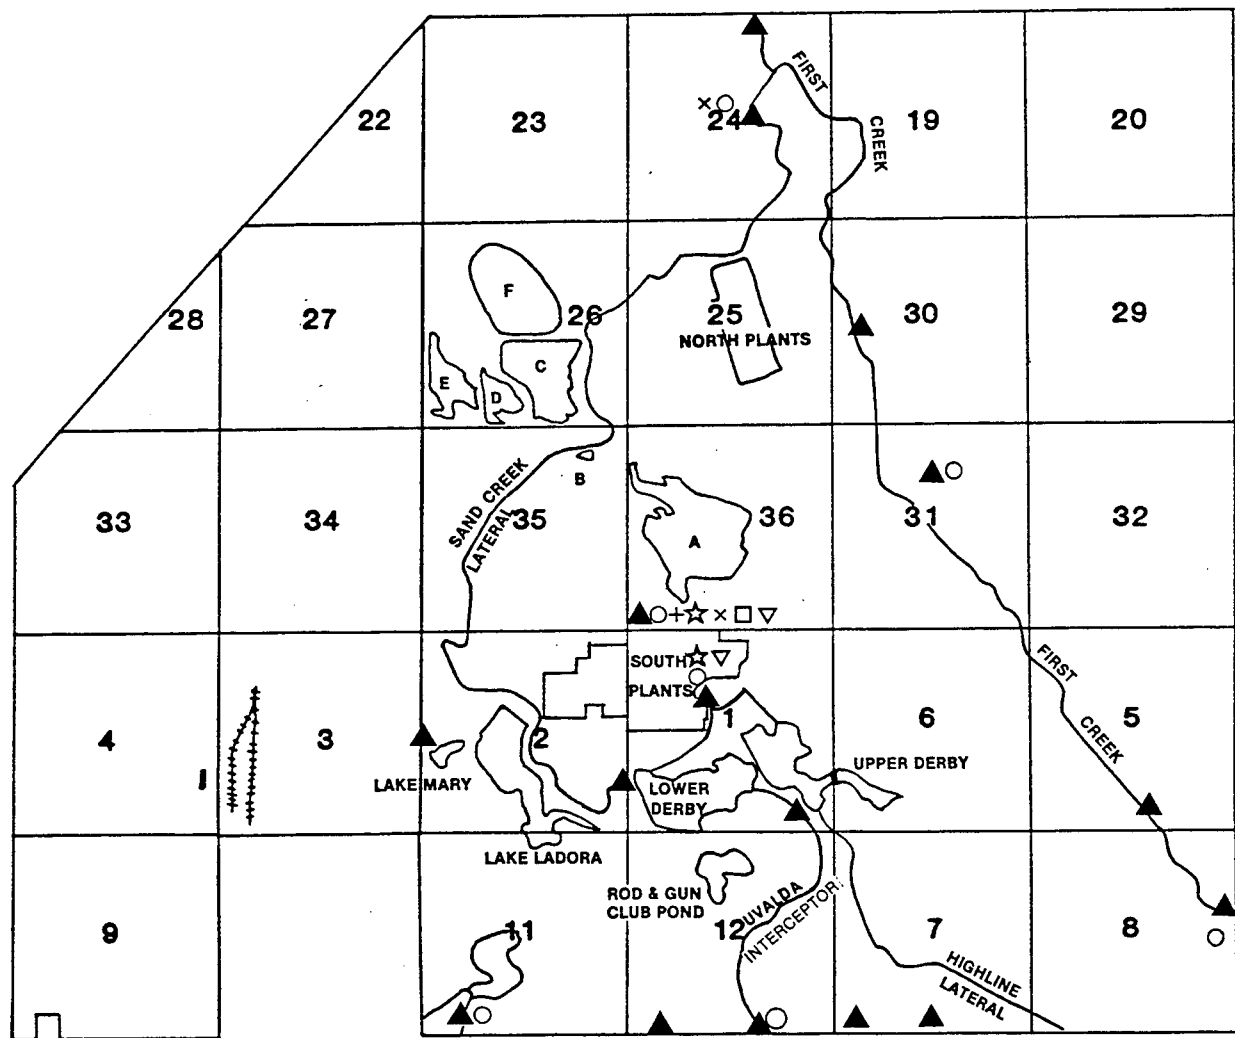 FIRST
CREEK
22
23
24
19
20
F
28
27
26
25
30
29
NORTH PLANTS
E
D
C
B
SAND CREEK
LATERAL
33
34
35
A
36
31
32
SOUTH
PLANTS
FIRST
CREEK
4
3
2
1
6
5
LAKE MARY
LOWER
DERBY
UPPER DERBY
LAKE LADORA
ROD & GUN
CLUB POND
UVALDA
INTERCEPTOR
9
11
12
7
8
HIGHLINE
LATERAL